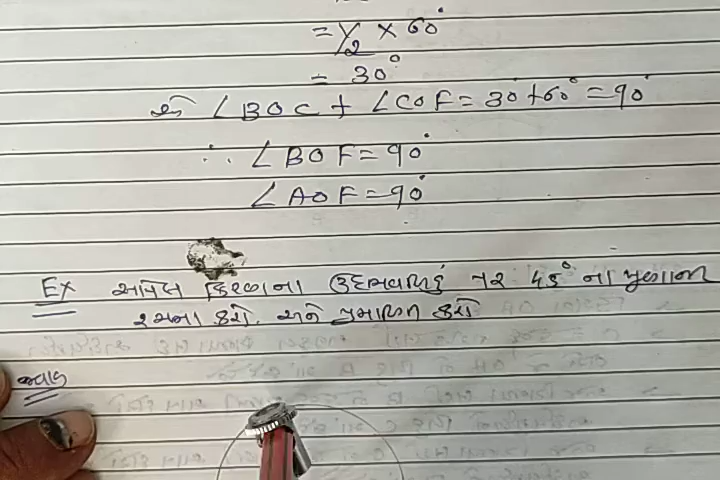 = 1/2 × 60°
= 30°
∠BOC + ∠COF = 30°+60° = 90°
∴ ∠BOF = 90°
∠AOF = 90°
Ex આપેલ કિરણના ઉદ્દભવબિંદુ પર 45° ના ખૂણાની
રચના કરો. અને પ્રમાણિત કરો
જવાબ